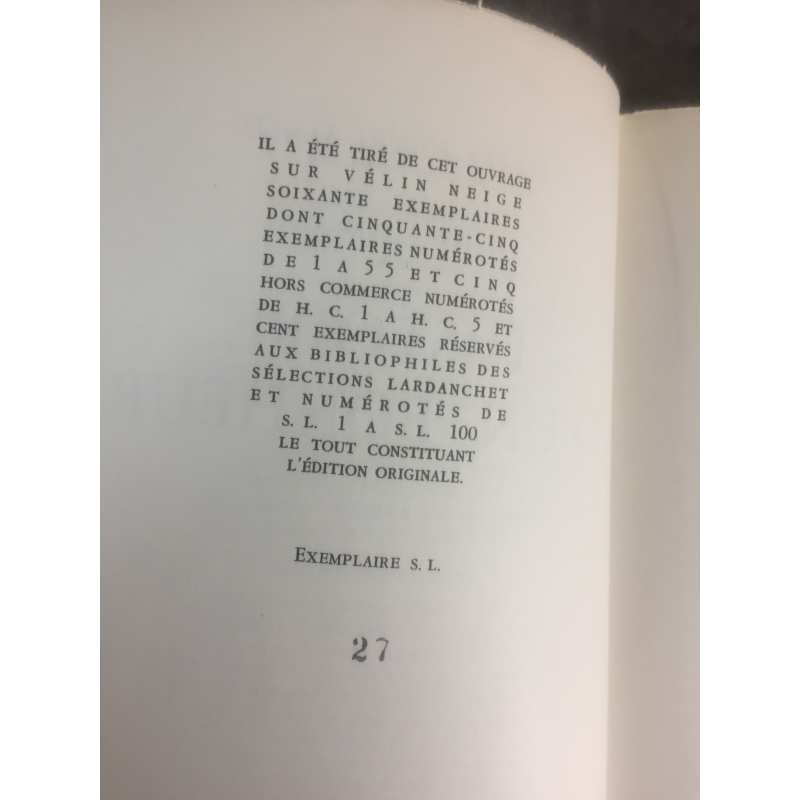 IL A ÉTÉ TIRÉ DE CET OUVRAGE
SUR VÉLIN NEIGE
SOIXANTE EXEMPLAIRES
DONT CINQUANTE-CINQ
EXEMPLAIRES NUMÉROTÉS
DE 1 A 55 ET CINQ
HORS COMMERCE NUMÉROTÉS
DE H. C. 1 A H. C. 5 ET
CENT EXEMPLAIRES RÉSERVÉS
AUX BIBLIOPHILES DES
SÉLECTIONS LARDANCHET
ET NUMÉROTÉS DE
S. L. 1 A S. L. 100
LE TOUT CONSTITUANT
L'ÉDITION ORIGINALE.
EXEMPLAIRE S. L.
27